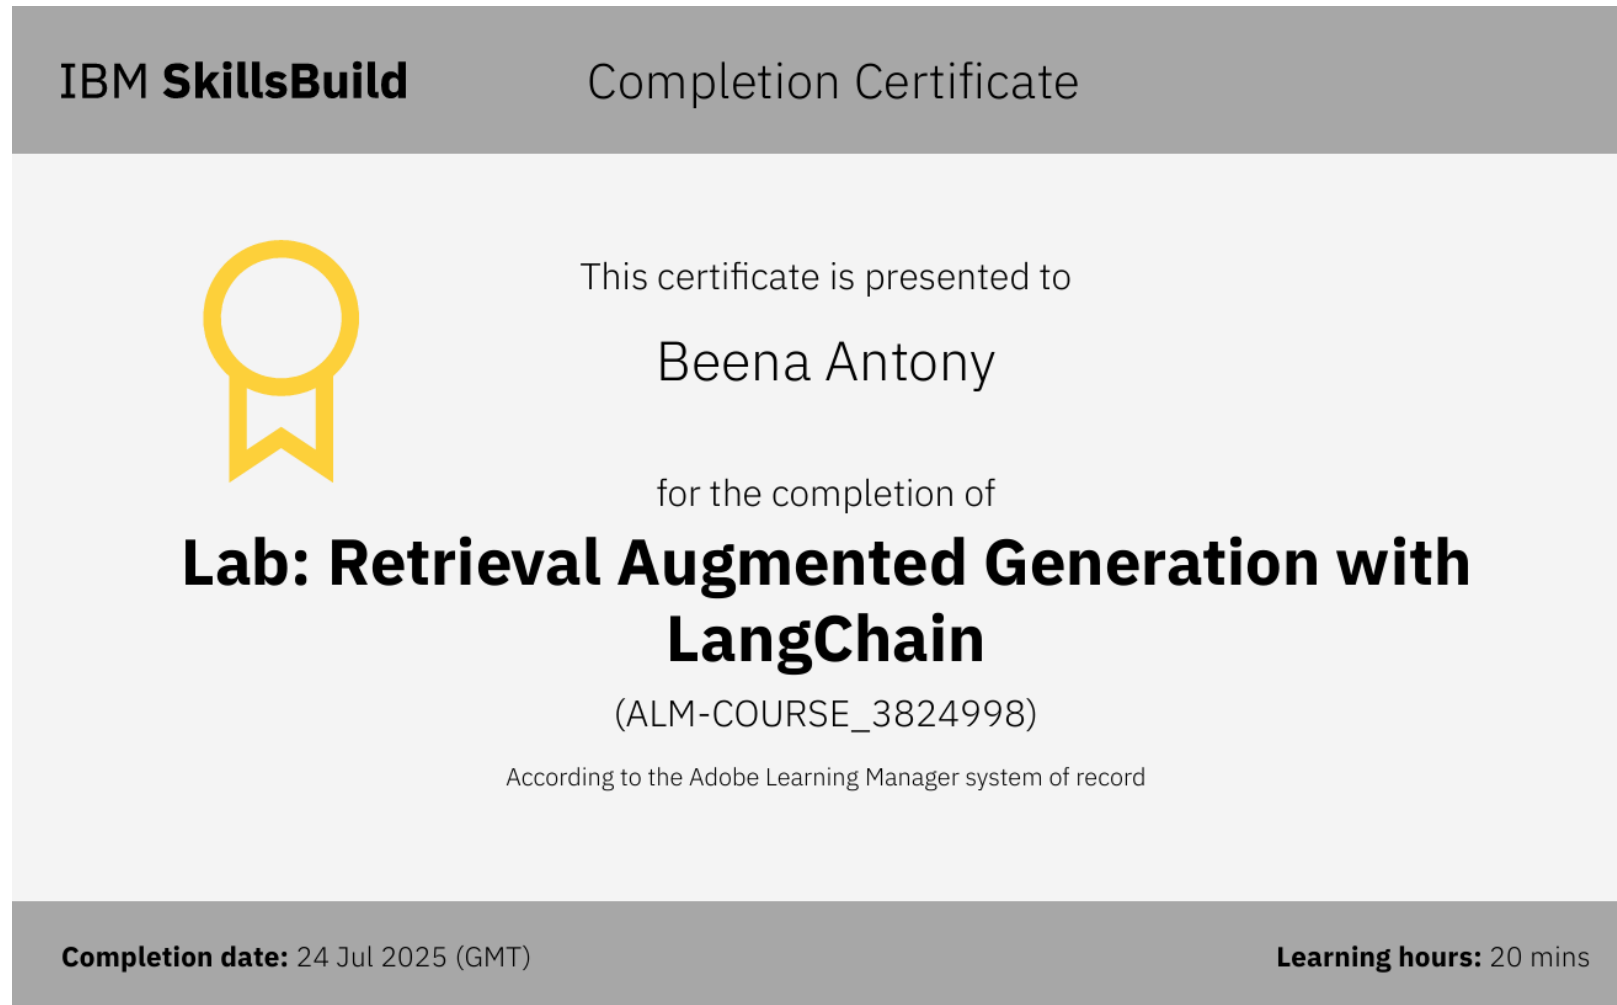 IBM SkillsBuild
Completion Certificate
This certificate is presented to
Beena Antony
for the completion of
Lab: Retrieval Augmented Generation with
LangChain
(ALM-COURSE_3824998)
According to the Adobe Learning Manager system of record
Completion date: 24 Jul 2025 (GMT)
Learning hours: 20 mins